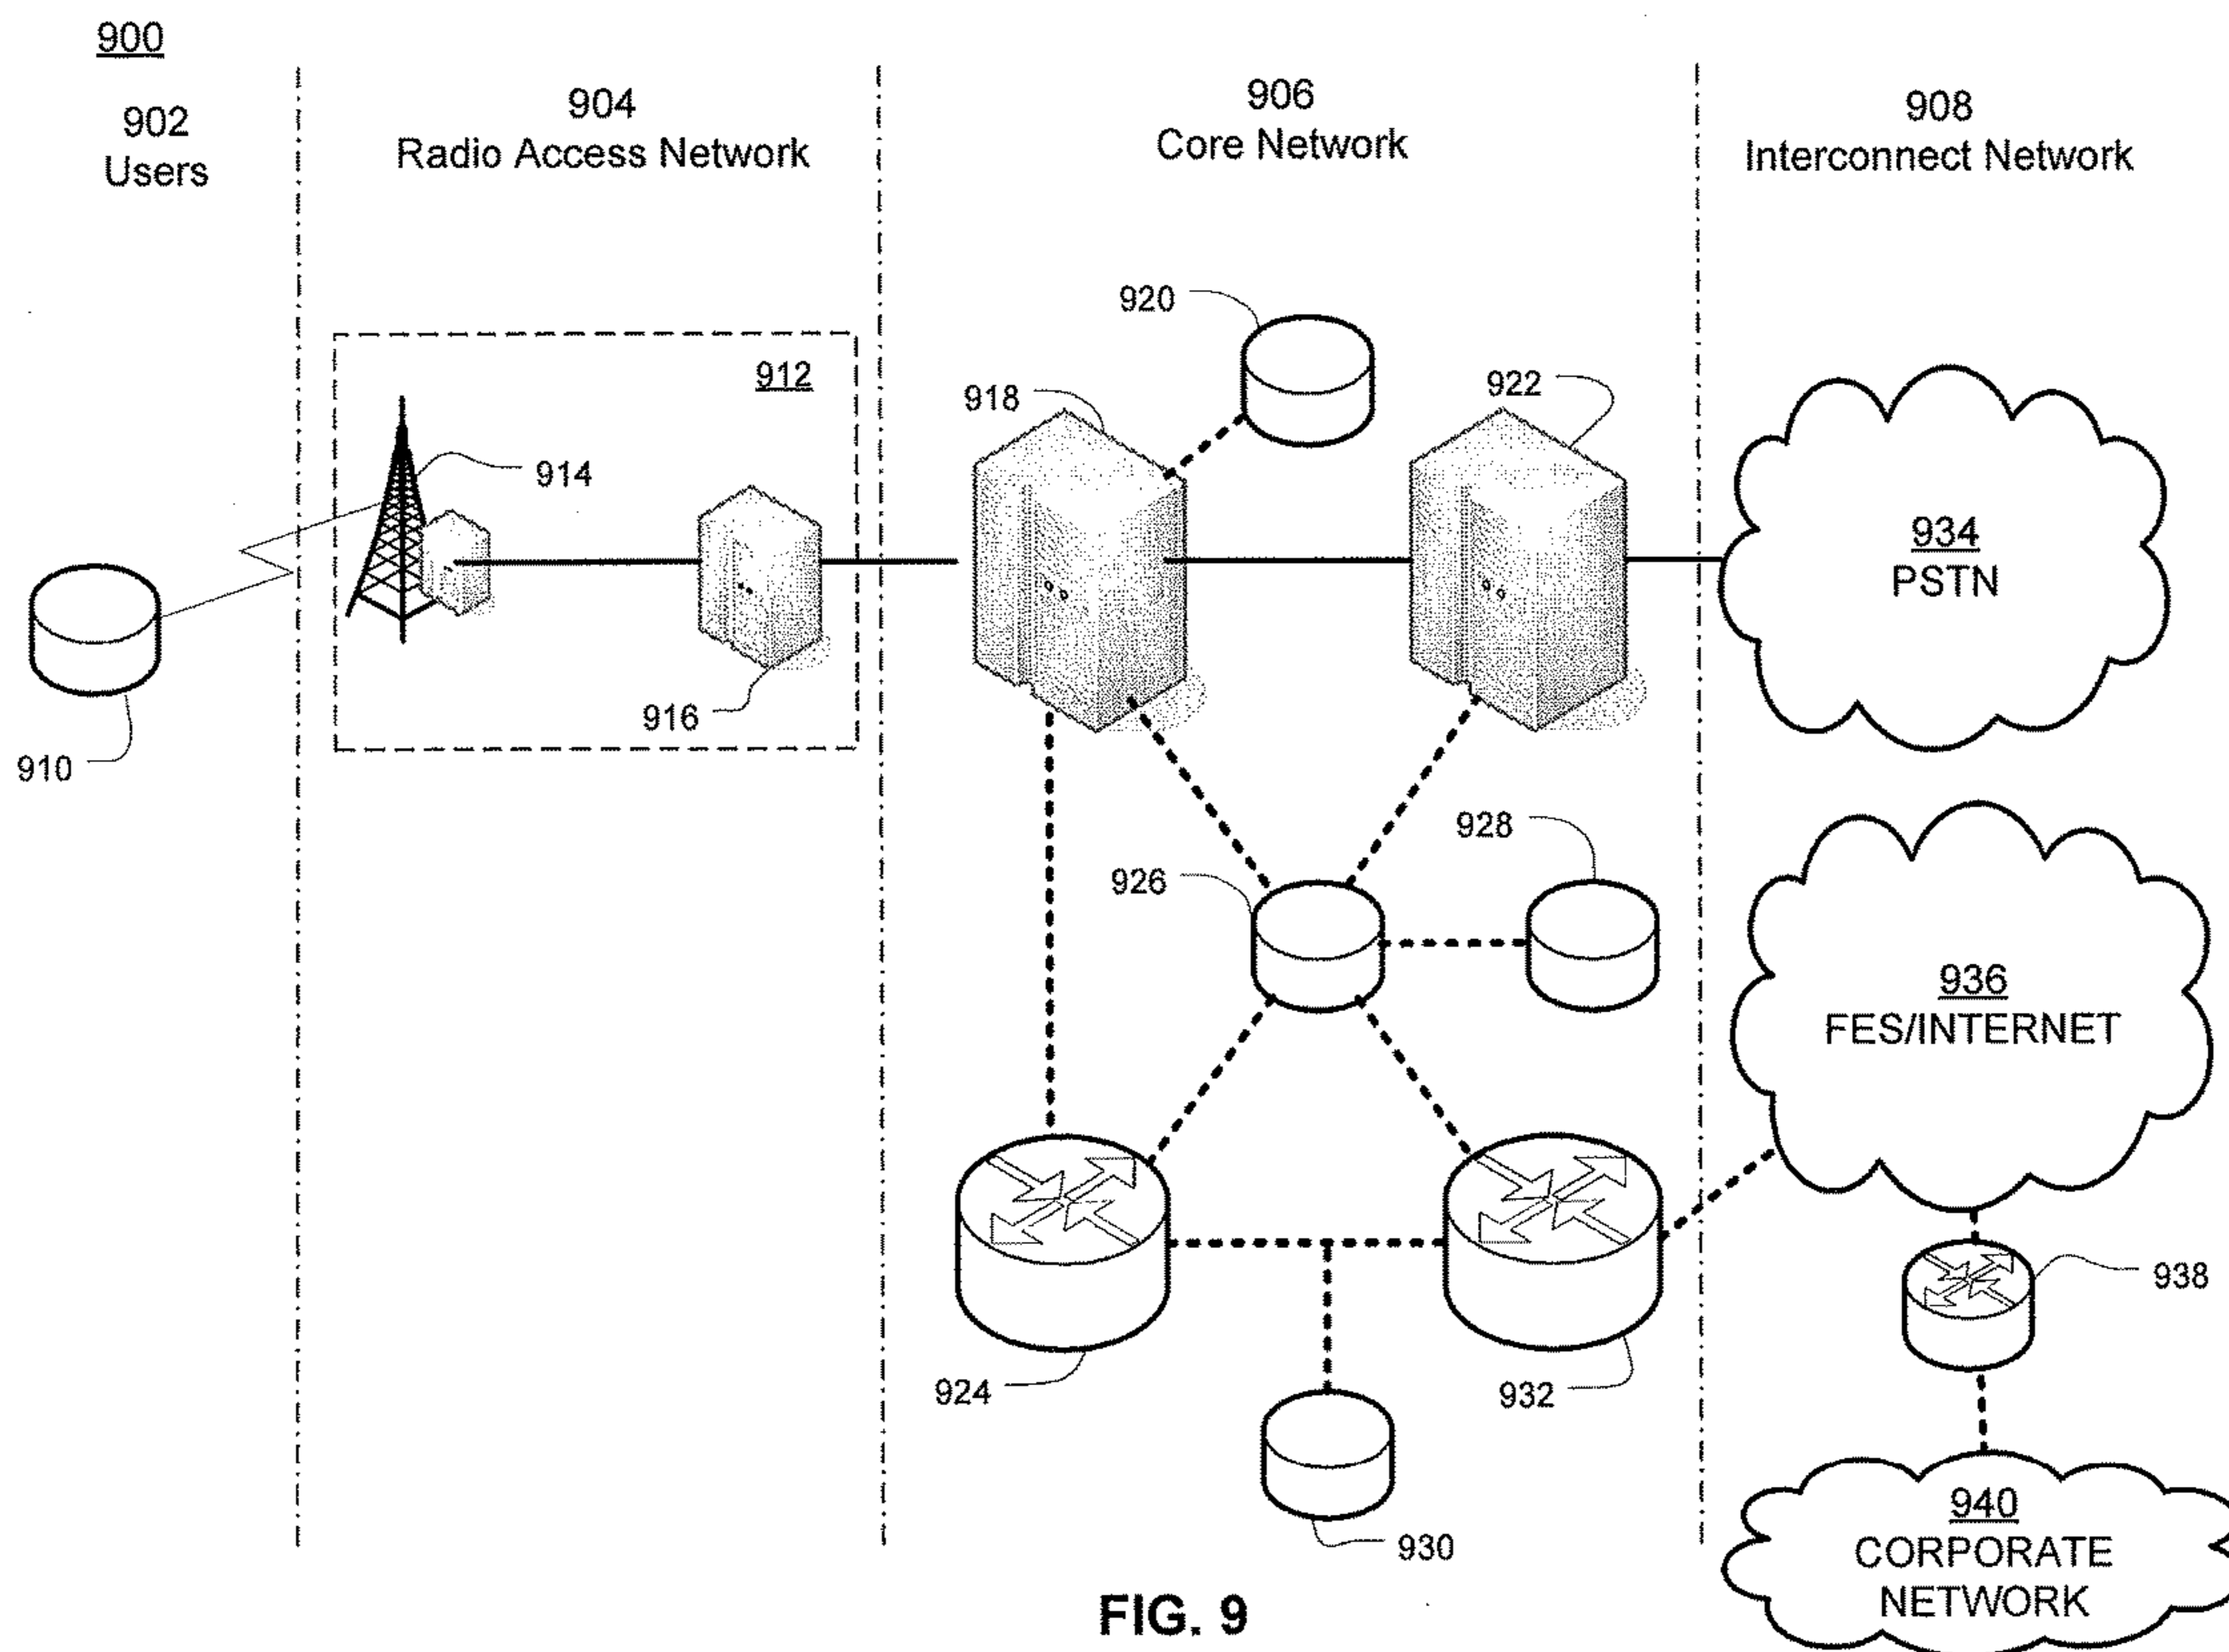 900
902
Users
904
Radio Access Network
906
Core Network
908
Interconnect Network
920
912
918
922
914
934
PSTN
916
910
928
926
936
FES/INTERNET
938
924
932
940
CORPORATE
NETWORK
930
FIG. 9